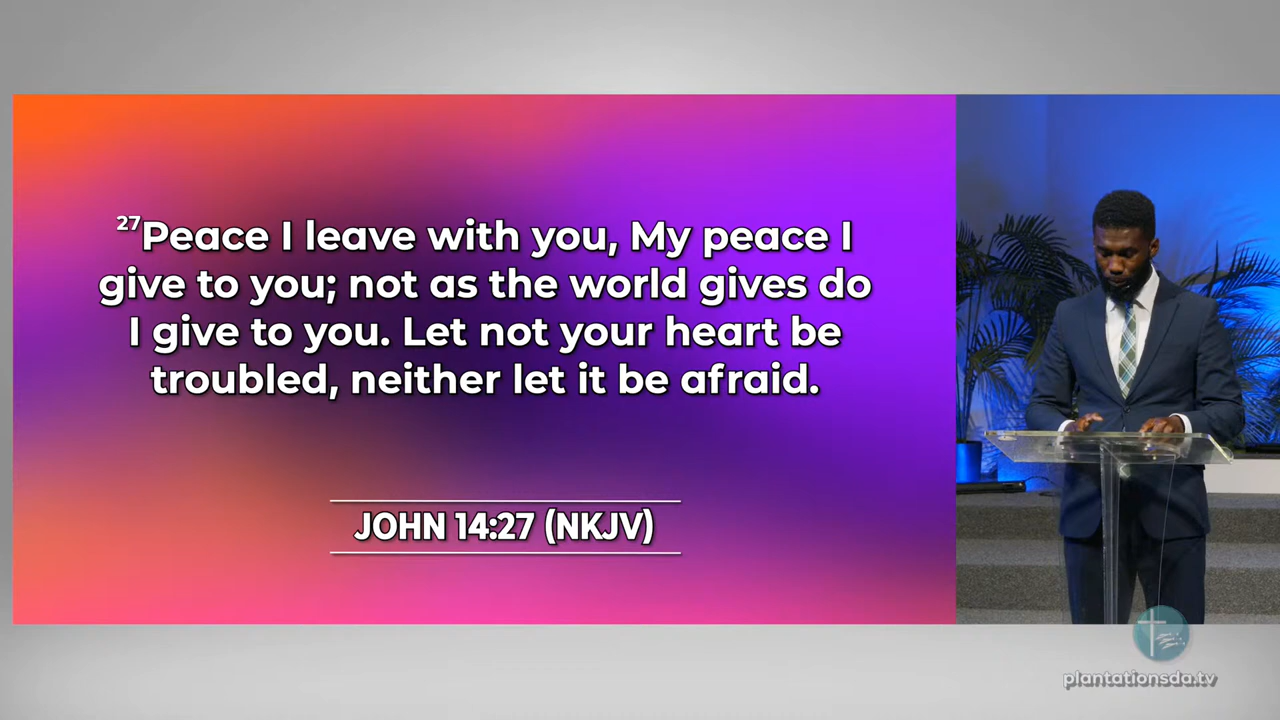 27Peace I leave with you, My peace I
give to you; not as the world gives do
I give to you. Let not your heart be
troubled, neither let it be afraid.
JOHN 14:27 (NKJV)
plantationsda.tv